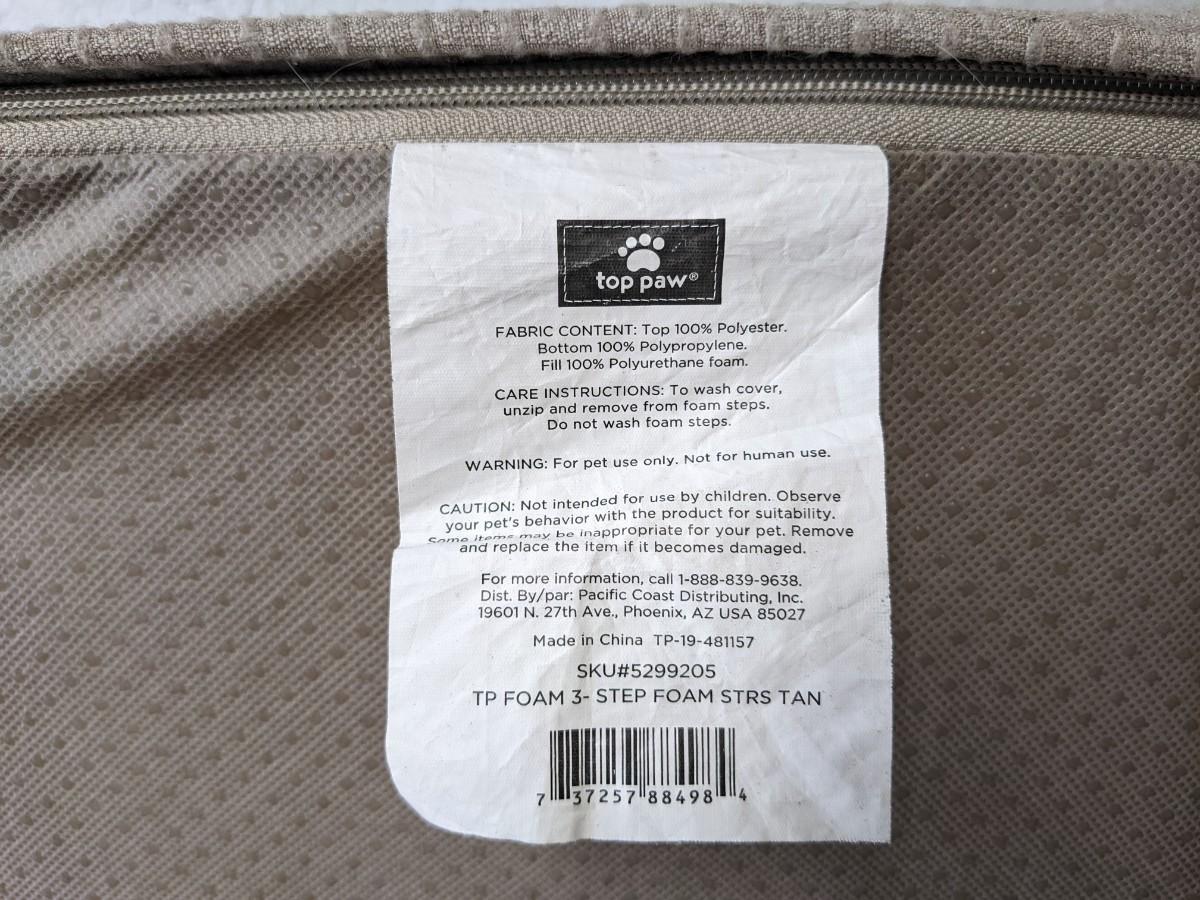 top paw®
FABRIC CONTENT: Top 100% Polyester.
Bottom 100% Polypropylene.
Fill 100% Polyurethane foam.
CARE INSTRUCTIONS: To wash cover,
unzip and remove from foam steps.
Do not wash foam steps.
WARNING: For pet use only. Not for human use.
CAUTION: Not intended for use by children. Observe
your pet's behavior with the product for suitability.
Some items may be inappropriate for your pet. Remove
and replace the item if it becomes damaged.
For more information, call 1-888-839-9638.
Dist. By/par: Pacific Coast Distributing, Inc.
19601 N. 27th Ave., Phoenix, AZ USA 85027
Made in China TP-19-481157
SKU#5299205
TP FOAM 3- STEP FOAM STRS TAN
7 37257 88498 4